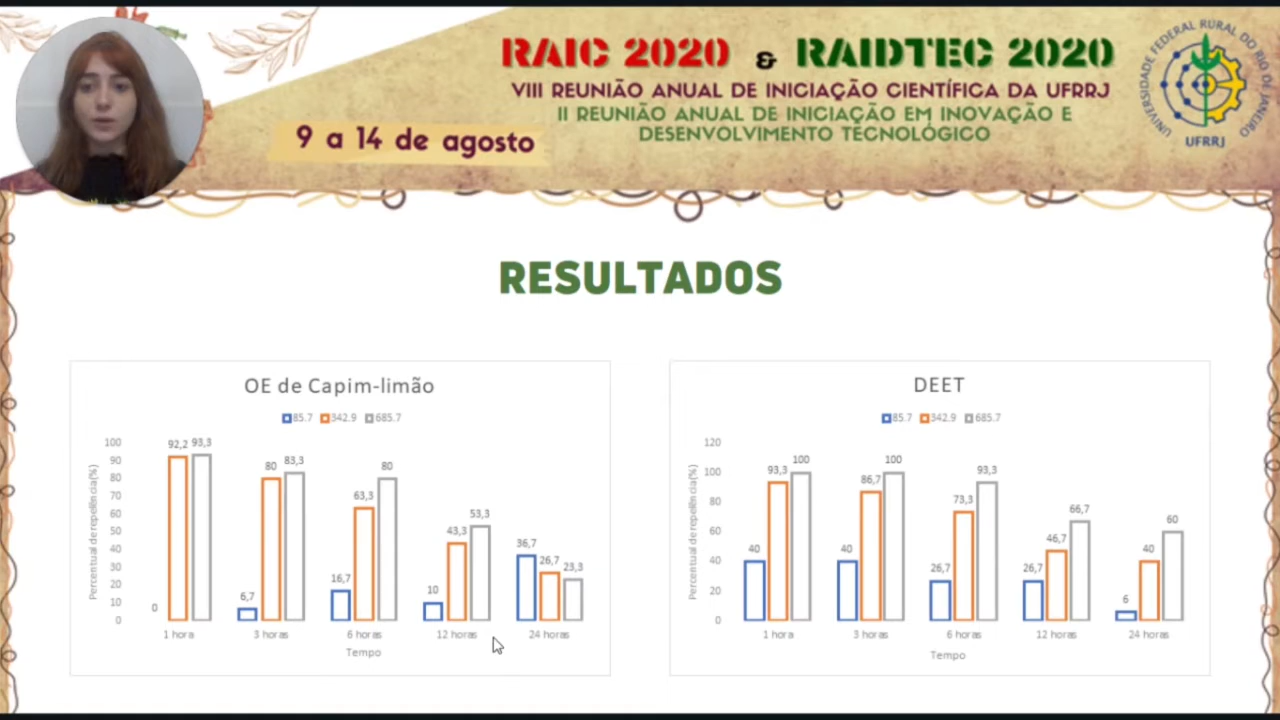 RAIC 2020 & RAIDTEC 2020
VIII REUNIÃO ANUAL DE INICIAÇÃO CIENTÍFICA DA UFRRJ
II REUNIÃO ANUAL DE INICIAÇÃO EM INOVAÇÃO E
DESENVOLVIMENTO TECNOLÓGICO
9 a 14 de agosto
UNIVERSIDADE FEDERAL RURAL DO RIO DE JANEIRO
UFRRJ
RESULTADOS
OE de Capim-limão
85.7 342.9 685.7
Percentual de repelência(%)
100
90
80
70
60
50
40
30
20
10
0
0 92,2 93,3
6,7 80 83,3
16,7 63,3 80
10 43,3 53,3
36,7 26,7 23,3
1 hora 3 horas 6 horas 12 horas 24 horas
Tempo
DEET
85.7 342.9 685.7
Percentual de repelência(%)
120
100
80
60
40
20
0
40 93,3 100
40 86,7 100
26,7 73,3 93,3
26,7 46,7 66,7
6 40 60
1 hora 3 horas 6 horas 12 horas 24 horas
Tempo